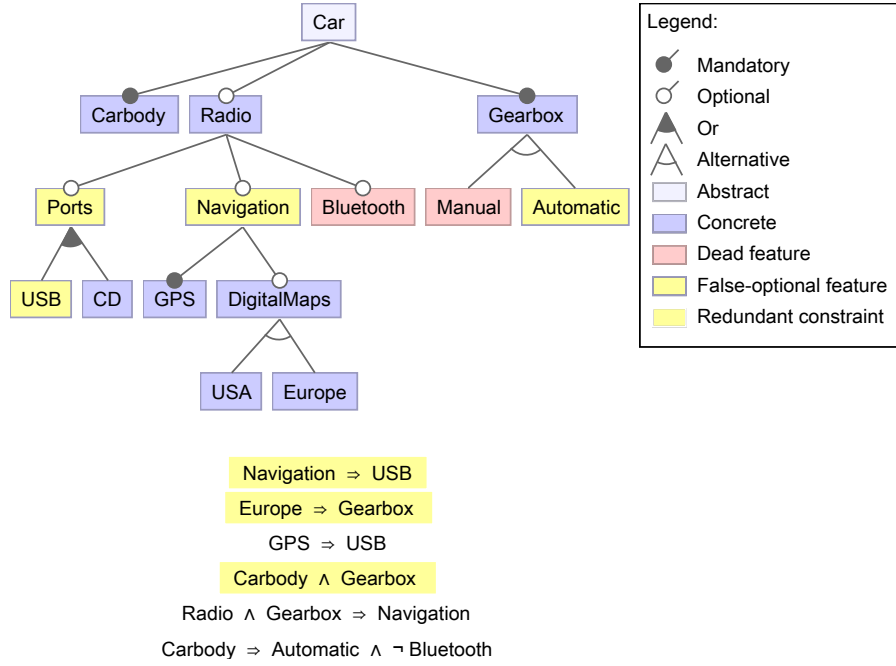 Car
Carbody
Radio
Gearbox
Ports
Navigation
Bluetooth
Manual
Automatic
USB
CD
GPS
DigitalMaps
USA
Europe
Legend:
Mandatory
Optional
Or
Alternative
Abstract
Concrete
Dead feature
False-optional feature
Redundant constraint
Navigation ⇒ USB
Europe ⇒ Gearbox
GPS ⇒ USB
Carbody ∧ Gearbox
Radio ∧ Gearbox ⇒ Navigation
Carbody ⇒ Automatic ∧ ¬ Bluetooth